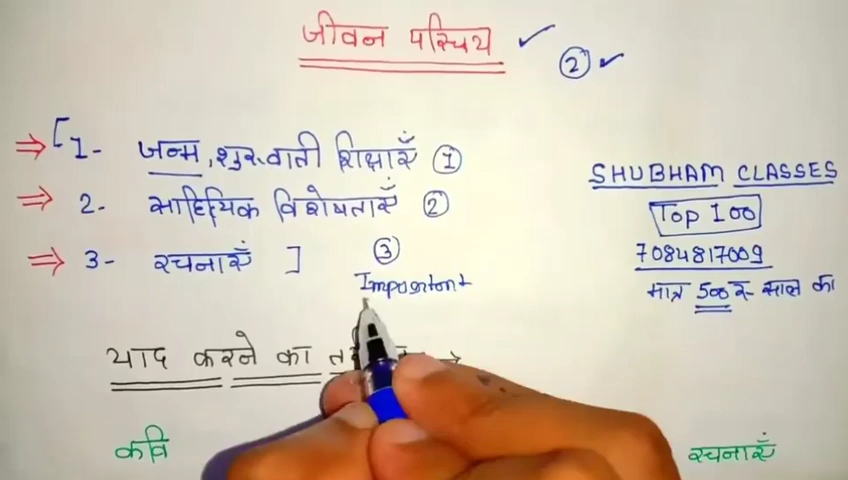 जीवन परिचय
2
[1- जन्म, शुरुवाती शिक्षाएँ 1
2- साहित्यिक विशेषताएँ 2
3- रचनाएँ ] 3
Important
SHUBHAM CLASSES
Top 100
7084817009
मात्र 500 रु साल का
याद करने का
कवि
रचनाएँ